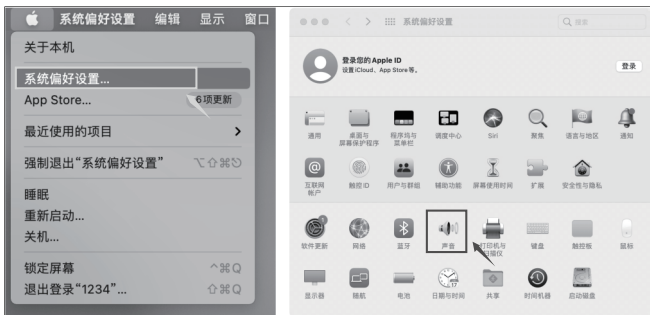 系统偏好设置 编辑 显示 窗口
关于本机
系统偏好设置...
App Store... 6项更新
最近使用的项目
强制退出“系统偏好设置” ⌥⇧⌘⎋
睡眠
重新启动...
关机...
锁定屏幕 ^⌘Q
退出登录“1234”... ⇧⌘Q
系统偏好设置 搜索
登录您的 Apple ID
设置 iCloud、App Store 等。
登录
通用 桌面与屏幕保护程序 程序坞与菜单栏 调度中心 Siri 聚焦 语言与地区 通知
互联网帐户 触控 ID 用户与群组 辅助功能 屏幕使用时间 扩展 安全性与隐私
软件更新 网络 蓝牙 声音 打印机与扫描仪 键盘 触控板 鼠标
显示器 随航 电池 日期与时间 共享 时间机器 启动磁盘